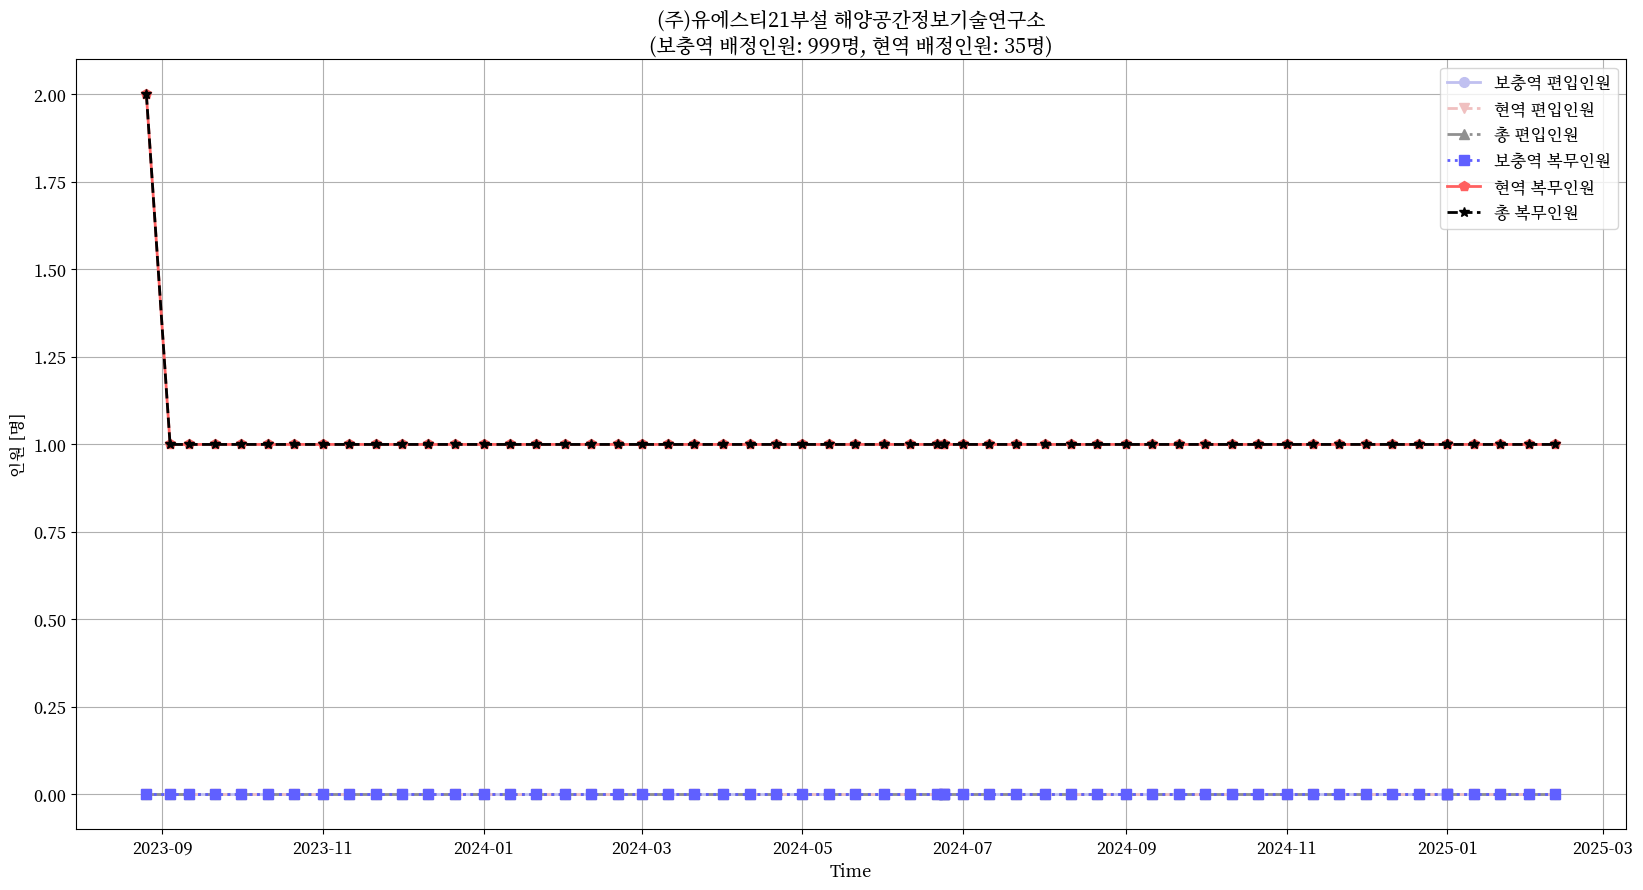 (주)유에스티21부설 해양공간정보기술연구소
(보충역 배정인원: 999명, 현역 배정인원: 35명)
보충역 편입인원
현역 편입인원
총 편입인원
보충역 복무인원
현역 복무인원
총 복무인원
인원 [명]
2.00
1.75
1.50
1.25
1.00
0.75
0.50
0.25
0.00
2023-09 2023-11 2024-01 2024-03 2024-05 2024-07 2024-09 2024-11 2025-01 2025-03
Time